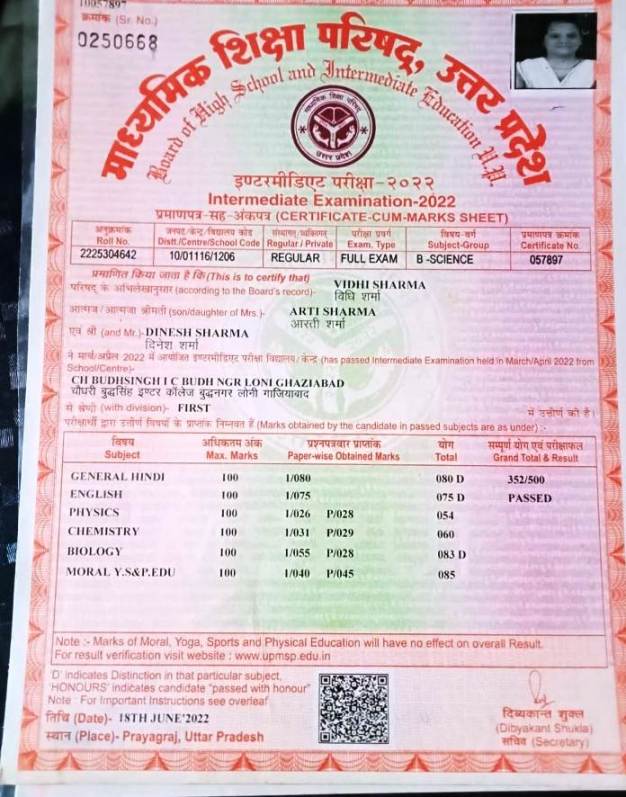 10057897
क्रमांक (Sr. No.)
0250668
माध्यमिक शिक्षा परिषद्, उत्तर प्रदेश
Board of High School and Intermediate Education U.P.
इण्टरमीडिएट परीक्षा-२०२२
Intermediate Examination-2022
प्रमाणपत्र-सह-अंकपत्र (CERTIFICATE-CUM-MARKS SHEET)
अनुक्रमांक जनपद/केन्द्र/विद्यालय कोड संस्थागत/व्यक्तिगत परीक्षा प्रवर्ग विषय-वर्ग प्रमाणपत्र क्रमांक
Roll No. Distt./Centre/School Code Regular / Private Exam. Type Subject-Group Certificate No.
2225304642 10/01116/1206 REGULAR FULL EXAM B -SCIENCE 057897
प्रमाणित किया जाता है कि (This is to certify that)
परिषद् के अभिलेखानुसार (according to the Board's record)- VIDHI SHARMA
विधि शर्मा
आत्मज / आत्मजा श्रीमती (son/daughter of Mrs.)- ARTI SHARMA
आरती शर्मा
एवं श्री (and Mr.)- DINESH SHARMA
दिनेश शर्मा
ने मार्च/अप्रैल 2022 में आयोजित इण्टरमीडिएट परीक्षा विद्यालय/केन्द्र (has passed Intermediate Examination held in March/April 2022 from
School/Centre)-
CH BUDHSINGH I C BUDH NGR LONI GHAZIABAD
चौधरी बुद्धसिंह इण्टर कॉलेज बुद्धनगर लोनी गाजियाबाद
से श्रेणी (with division)- FIRST में उत्तीर्ण की है।
परीक्षार्थी द्वारा उत्तीर्ण विषयों के प्राप्तांक निम्नवत हैं (Marks obtained by the candidate in passed subjects are as under) :-
विषय अधिकतम अंक प्रश्नपत्रवार प्राप्तांक योग सम्पूर्ण योग एवं परीक्षाफल
Subject Max. Marks Paper-wise Obtained Marks Total Grand Total & Result
GENERAL HINDI 100 1/080 080 D 352/500
ENGLISH 100 1/075 075 D PASSED
PHYSICS 100 1/026 P/028 054
CHEMISTRY 100 1/031 P/029 060
BIOLOGY 100 1/055 P/028 083 D
MORAL Y.S&P.EDU 100 1/040 P/045 085
Note :- Marks of Moral, Yoga, Sports and Physical Education will have no effect on overall Result.
For result verification visit website : www.upmsp.edu.in
'D' indicates Distinction in that particular subject,
'HONOURS' indicates candidate "passed with honour"
Note : For Important Instructions see overleaf
तिथि (Date)- 18TH JUNE'2022
स्थान (Place)- Prayagraj, Uttar Pradesh
दिव्यकान्त शुक्ल
(Dibyakant Shukla)
सचिव (Secretary)